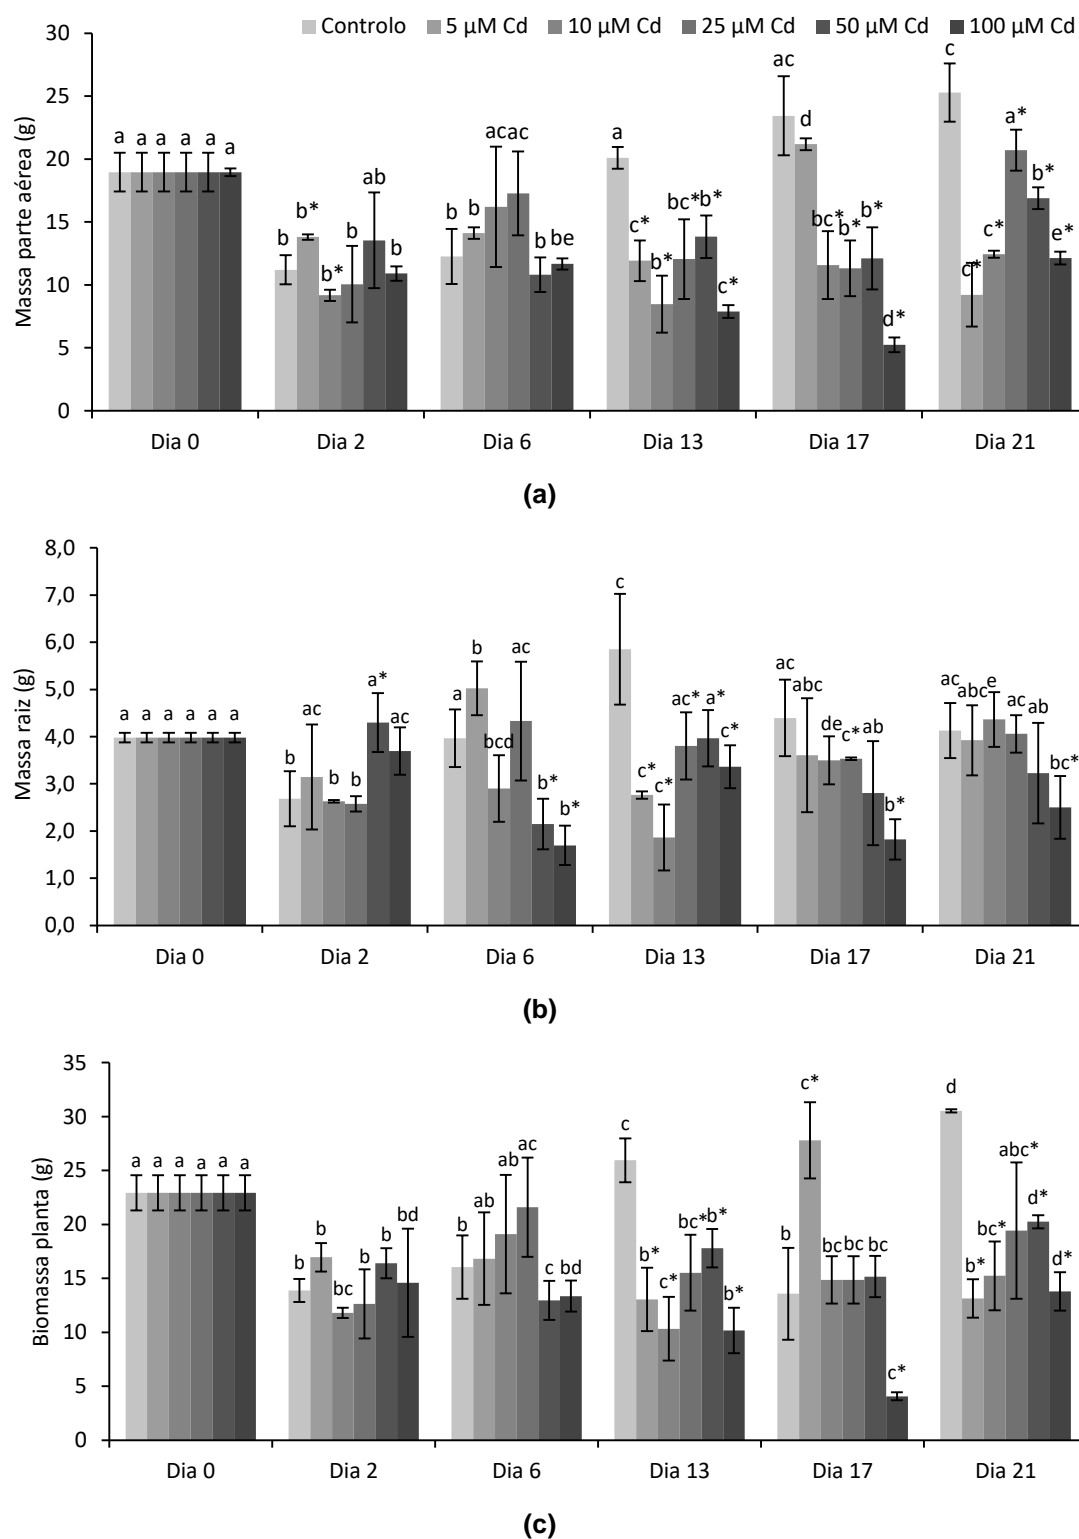 Controlo 5 µM Cd 10 µM Cd 25 µM Cd 50 µM Cd 100 µM Cd
Massa parte aérea (g)
30
25
20
15
10
5
0
a a a a a a
b b* b* b ab b
b b ac ac b be
a c* b* bc* b* c*
ac d bc* b* b* d*
c c* c* a* b* e*
Dia 0 Dia 2 Dia 6 Dia 13 Dia 17 Dia 21
(a)
Massa raiz (g)
8,0
7,0
6,0
5,0
4,0
3,0
2,0
1,0
0,0
a a a a a a
b ac b b a* ac
a b bcd ac b* b*
c c* c* ac* a* c*
ac abc de c* ab b*
ac abc e ac ab bc*
Dia 0 Dia 2 Dia 6 Dia 13 Dia 17 Dia 21
(b)
Biomassa planta (g)
35
30
25
20
15
10
5
0
a a a a a a
b b bc b b bd
b ab ab ac c bd
c b* c* bc* b* b*
b c* bc bc bc c*
d b* bc* abc* d* d*
Dia 0 Dia 2 Dia 6 Dia 13 Dia 17 Dia 21
(c)